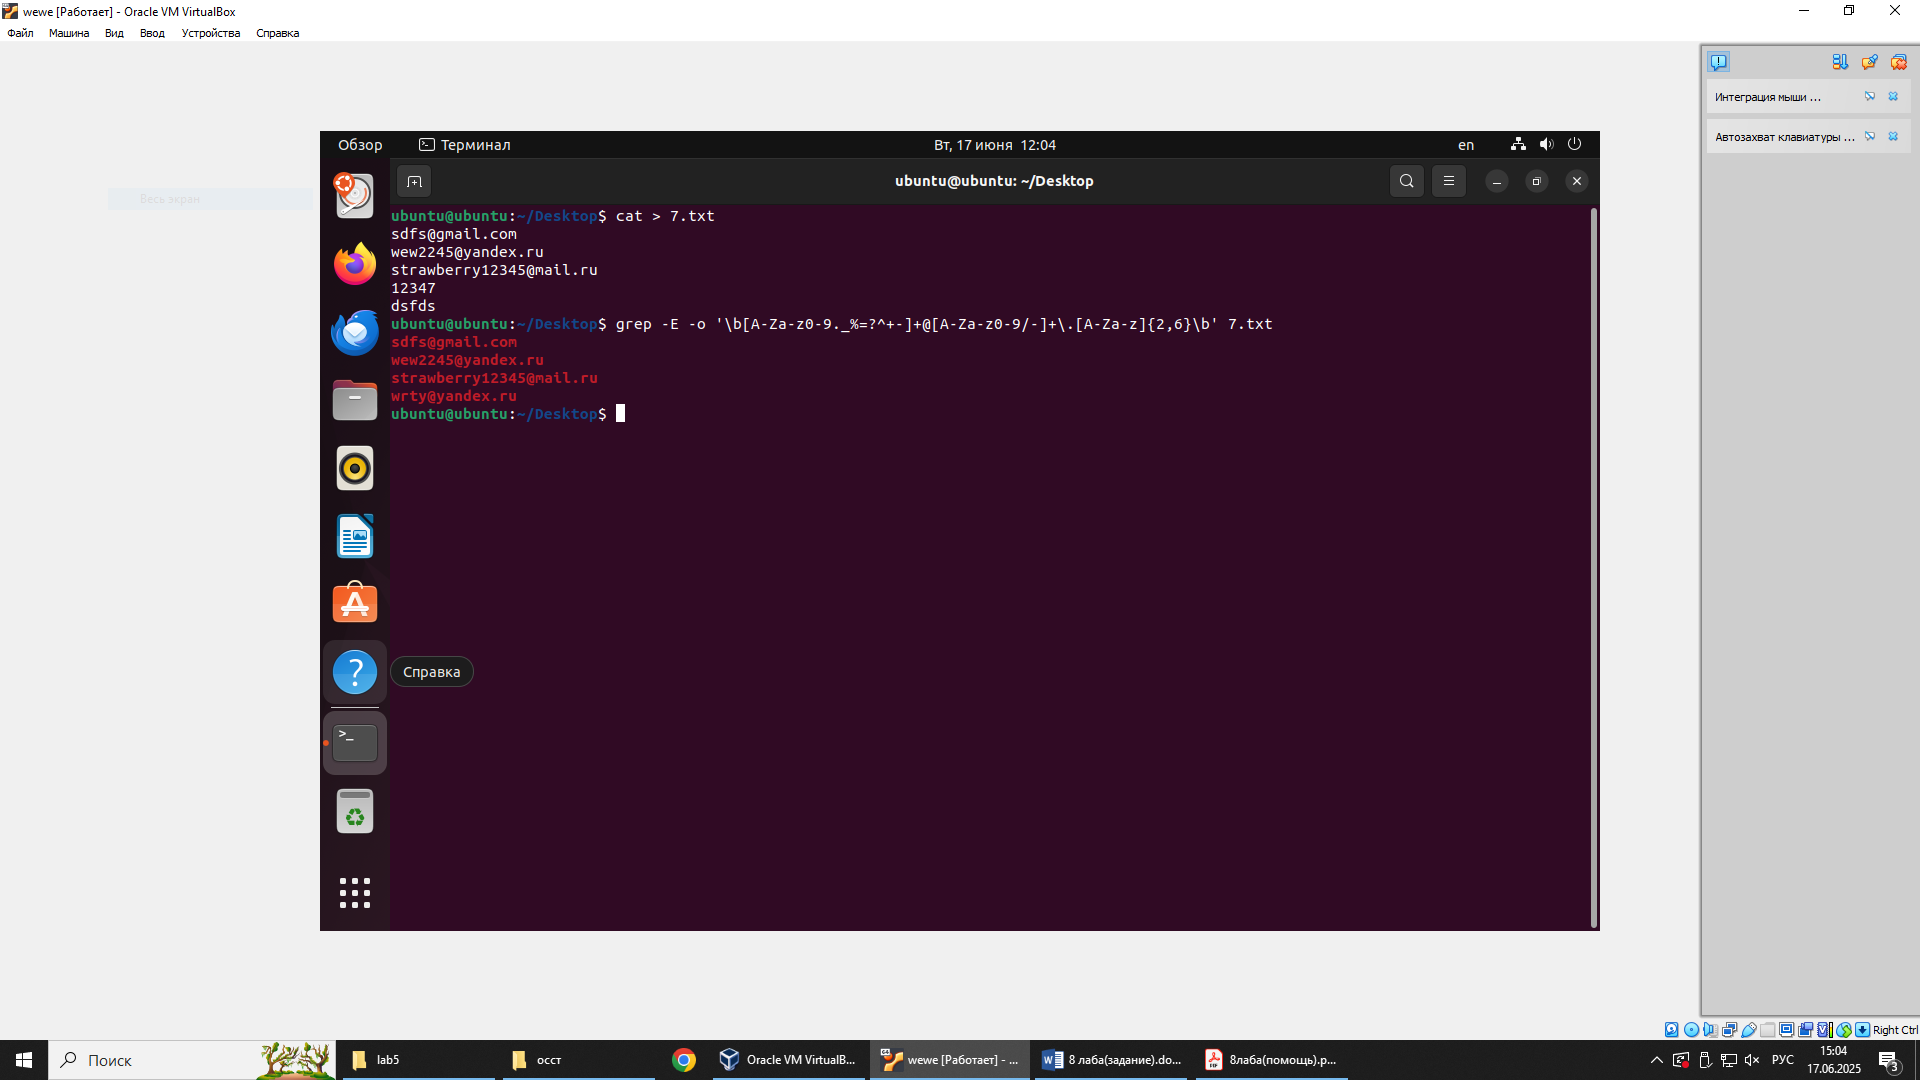 wewe [Работает] - Oracle VM VirtualBox
Файл Машина Вид Ввод Устройства Справка
Интеграция мыши ...
Автозахват клавиатуры ...
Обзор Терминал Вт, 17 июня 12:04 en
ubuntu@ubuntu: ~/Desktop
Весь экран
ubuntu@ubuntu:~/Desktop$ cat > 7.txt
sdfs@gmail.com
wew2245@yandex.ru
strawberry12345@mail.ru
12347
dsfds
ubuntu@ubuntu:~/Desktop$ grep -E -o '\b[A-Za-z0-9._%=?^+-]+@[A-Za-z0-9/-]+\.[A-Za-z]{2,6}\b' 7.txt
sdfs@gmail.com
wew2245@yandex.ru
strawberry12345@mail.ru
wrty@yandex.ru
ubuntu@ubuntu:~/Desktop$
Справка
Right Ctrl
Поиск lab5 осст Oracle VM VirtualB... wewe [Работает] - ... 8 лаба(задание).do... 8лаба(помощь).p... РУС 15:04
17.06.2025
3